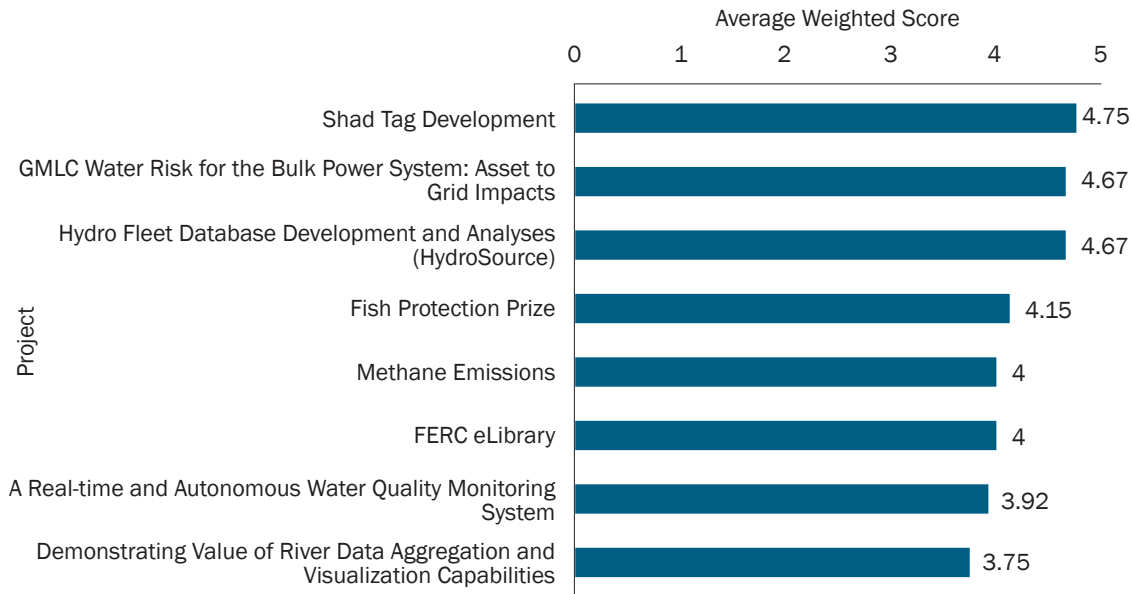 Average Weighted Score
0 1 2 3 4 5
Project
Shad Tag Development
4.75
GMLC Water Risk for the Bulk Power System: Asset to
Grid Impacts
4.67
Hydro Fleet Database Development and Analyses
(HydroSource)
4.67
Fish Protection Prize
4.15
Methane Emissions
4
FERC eLibrary
4
A Real-time and Autonomous Water Quality Monitoring
System
3.92
Demonstrating Value of River Data Aggregation and
Visualization Capabilities
3.75